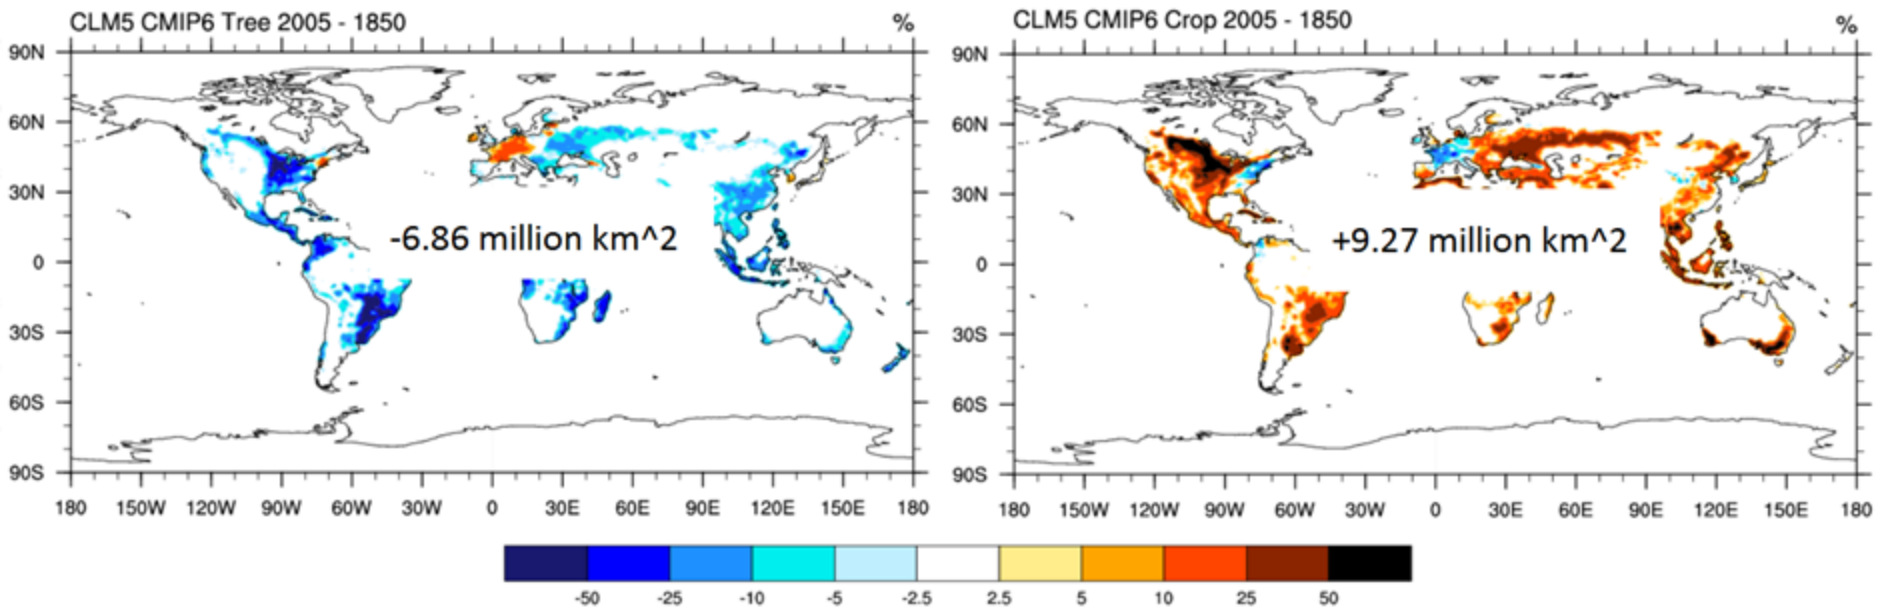 CLM5 CMIP6 Tree 2005 - 1850 %
90N
60N
30N
0
30S
60S
90S
-6.86 million km^2
180 150W 120W 90W 60W 30W 0 30E 60E 90E 120E 150E 180
CLM5 CMIP6 Crop 2005 - 1850 %
90N
60N
30N
0
30S
60S
90S
+9.27 million km^2
180 150W 120W 90W 60W 30W 0 30E 60E 90E 120E 150E 180
-50 -25 -10 -5 -2.5 2.5 5 10 25 50